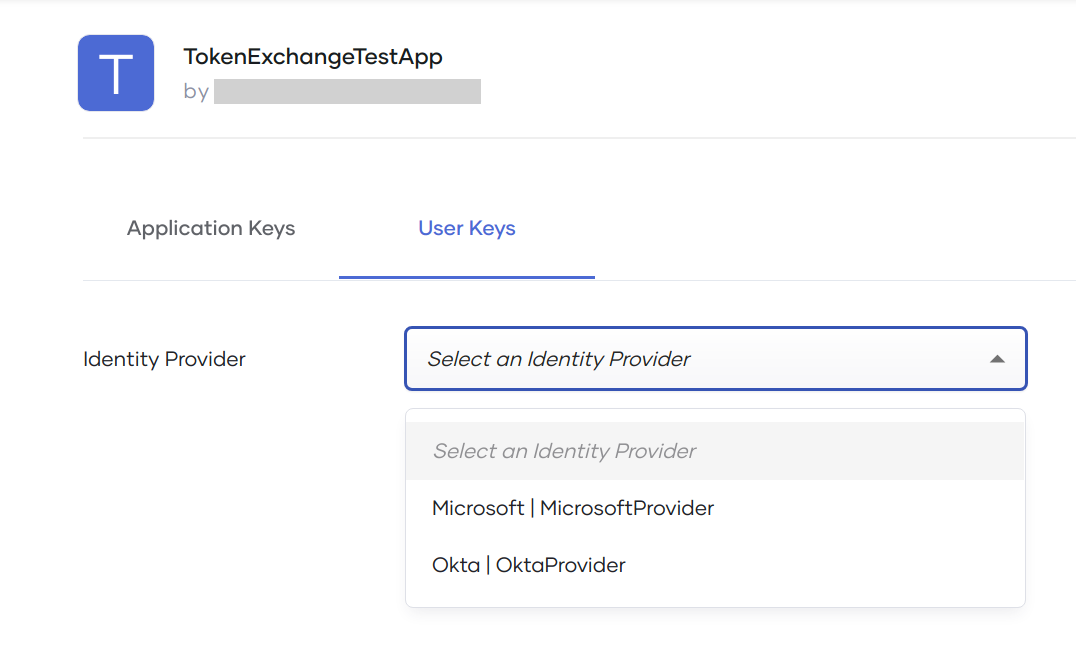 T
TokenExchangeTestApp
by
Application Keys
User Keys
Identity Provider
Select an Identity Provider
Select an Identity Provider
Microsoft | MicrosoftProvider
Okta | OktaProvider